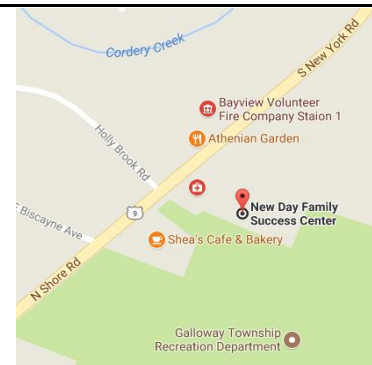 Cordery Creek
S New York Rd
Bayview Volunteer
Fire Company Staion 1
Athenian Garden
Holly Brook Rd
New Day Family
Success Center
9
E Biscayne Ave
Shea's Cafe & Bakery
N Shore Rd
Galloway Township
Recreation Department